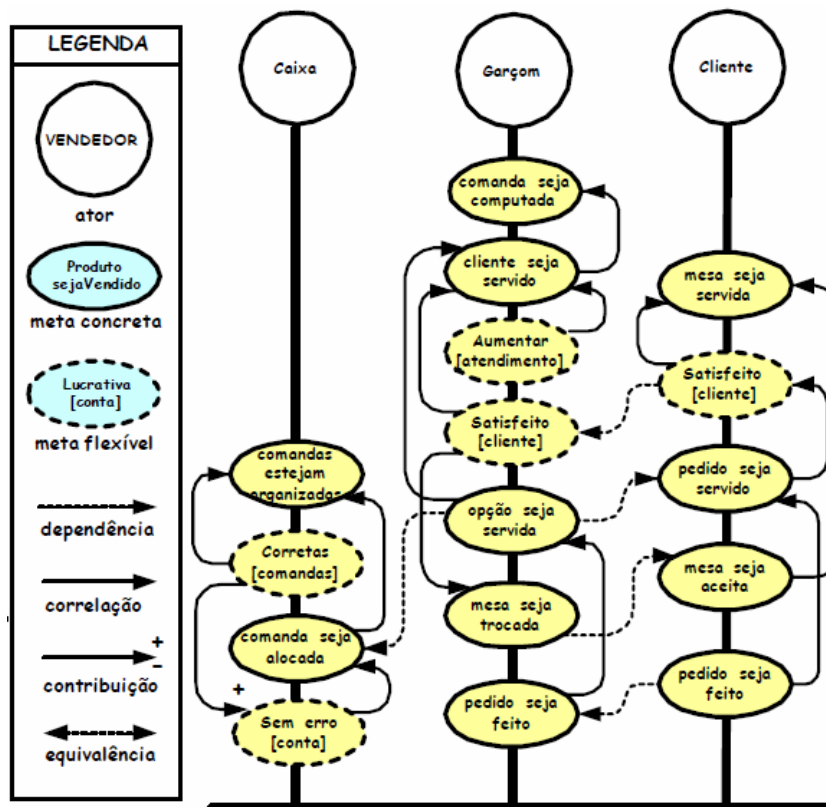 LEGENDA
VENDEDOR
ator
Produto
sejaVendido
meta concreta
Lucrativa
[conta]
meta flexível
dependência
correlação
+
-
contribuição
equivalência
Caixa
comandas
estejam
organizadas
Corretas
[comandas]
comanda seja
alocada
+
Sem erro
[conta]
Garçom
comanda seja
computada
cliente seja
servido
Aumentar
[atendimento]
Satisfeito
[cliente]
opção seja
servida
mesa seja
trocada
pedido seja
feito
Cliente
mesa seja
servida
Satisfeito
[cliente]
pedido seja
servido
mesa seja
aceita
pedido seja
feito